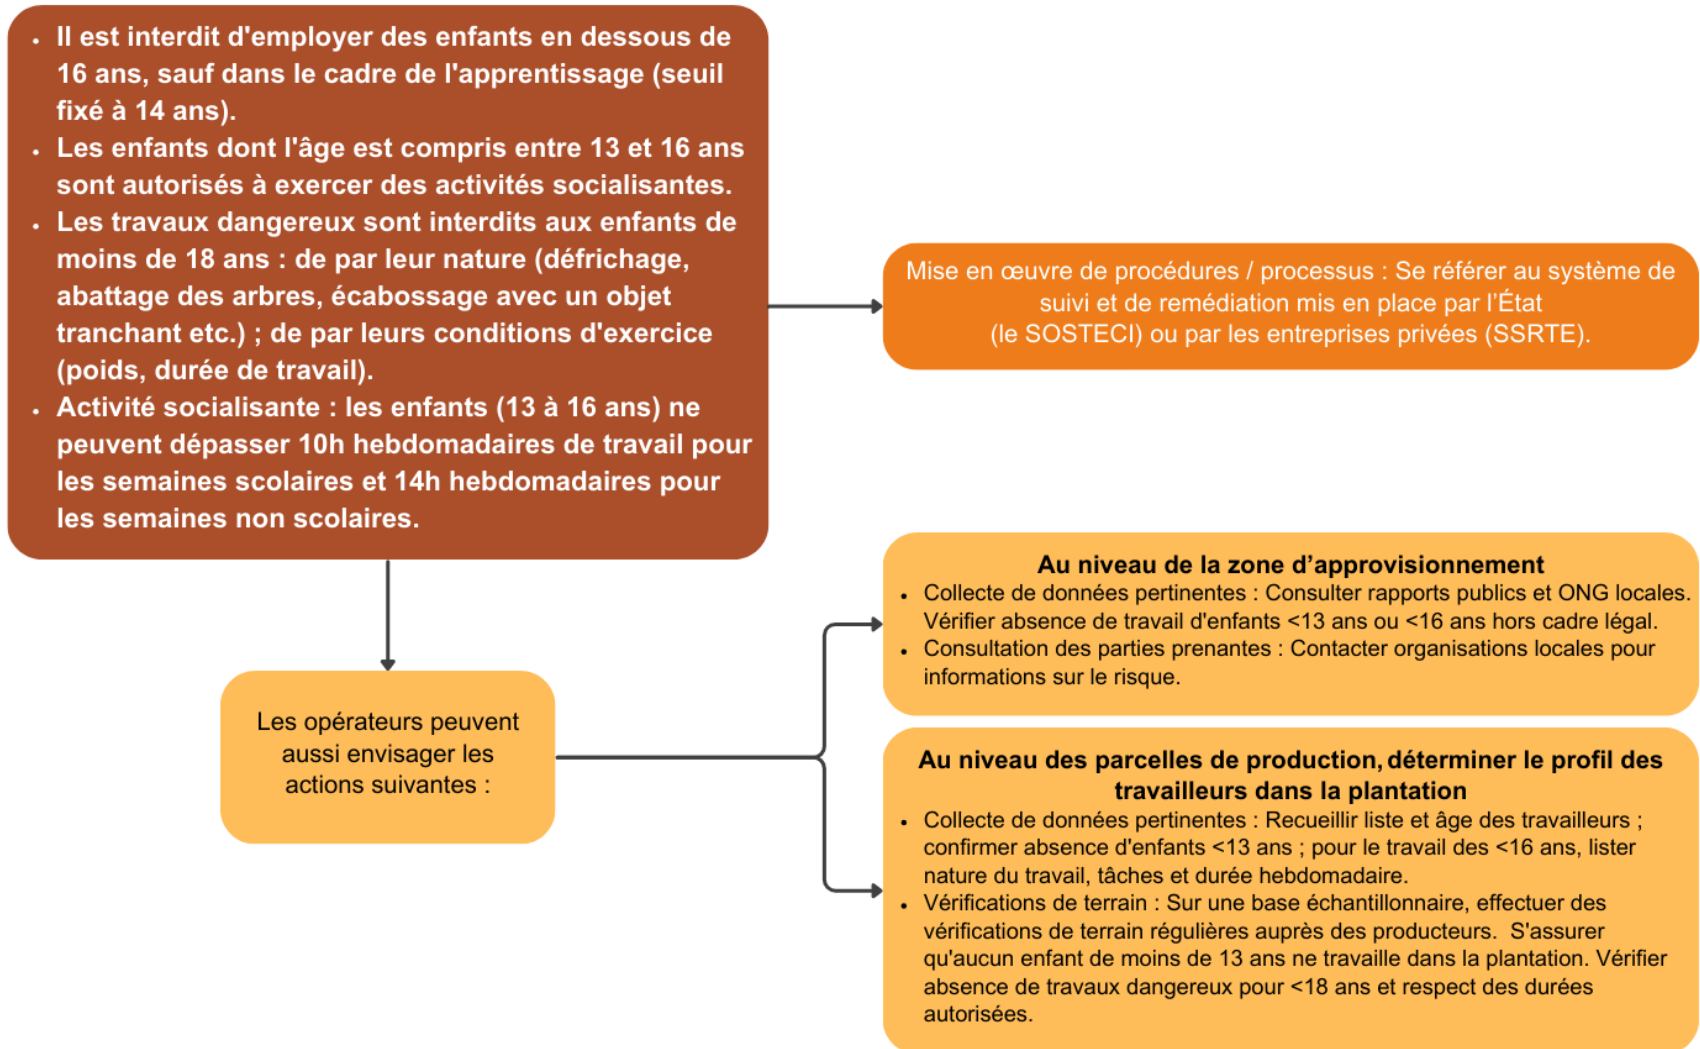 • Il est interdit d'employer des enfants en dessous de
16 ans, sauf dans le cadre de l'apprentissage (seuil
fixé à 14 ans).
• Les enfants dont l'âge est compris entre 13 et 16 ans
sont autorisés à exercer des activités socialisantes.
• Les travaux dangereux sont interdits aux enfants de
moins de 18 ans : de par leur nature (défrichage,
abattage des arbres, écabossage avec un objet
tranchant etc.) ; de par leurs conditions d'exercice
(poids, durée de travail).
• Activité socialisante : les enfants (13 à 16 ans) ne
peuvent dépasser 10h hebdomadaires de travail pour
les semaines scolaires et 14h hebdomadaires pour
les semaines non scolaires.
Mise en œuvre de procédures / processus : Se référer au système de
suivi et de remédiation mis en place par l’État
(le SOSTECI) ou par les entreprises privées (SSRTE).
Les opérateurs peuvent
aussi envisager les
actions suivantes :
Au niveau de la zone d’approvisionnement
• Collecte de données pertinentes : Consulter rapports publics et ONG locales.
Vérifier absence de travail d'enfants <13 ans ou <16 ans hors cadre légal.
• Consultation des parties prenantes : Contacter organisations locales pour
informations sur le risque.
Au niveau des parcelles de production, déterminer le profil des
travailleurs dans la plantation
• Collecte de données pertinentes : Recueillir liste et âge des travailleurs ;
confirmer absence d'enfants <13 ans ; pour le travail des <16 ans, lister
nature du travail, tâches et durée hebdomadaire.
• Vérifications de terrain : Sur une base échantillonnaire, effectuer des
vérifications de terrain régulières auprès des producteurs. S'assurer
qu'aucun enfant de moins de 13 ans ne travaille dans la plantation. Vérifier
absence de travaux dangereux pour <18 ans et respect des durées
autorisées.